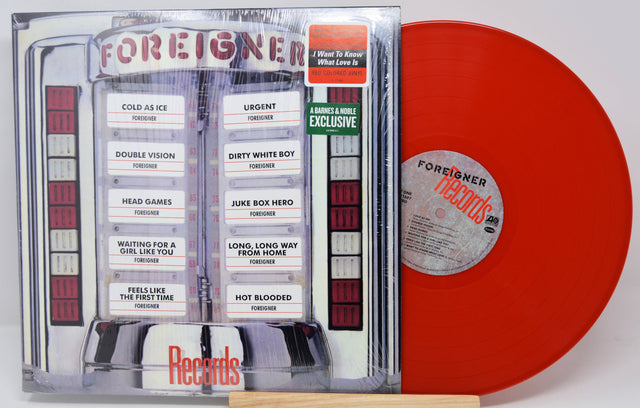 FOREIGNER
I Want To Know
What Love Is
RED COLORED VINYL
A BARNES & NOBLE
EXCLUSIVE
COLD AS ICE
FOREIGNER
URGENT
FOREIGNER
DOUBLE VISION
FOREIGNER
DIRTY WHITE BOY
FOREIGNER
HEAD GAMES
FOREIGNER
JUKE BOX HERO
FOREIGNER
WAITING FOR A
GIRL LIKE YOU
FOREIGNER
LONG, LONG WAY
FROM HOME
FOREIGNER
FEELS LIKE
THE FIRST TIME
FOREIGNER
HOT BLOODED
FOREIGNER
Records
FOREIGNER
Records